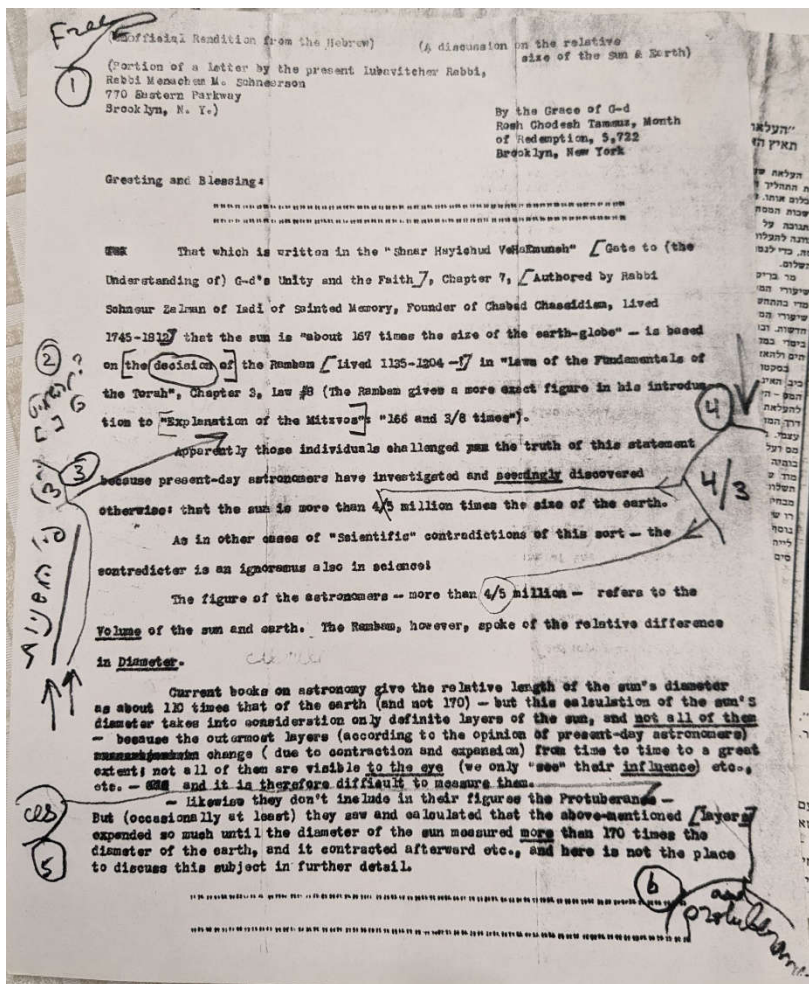 Free
(Unofficial Rendition from the Hebrew)
(A discussion on the relative
size of the Sun & Earth)
1
(Portion of a letter by the present Lubavitcher Rabbi,
Rabbi Menachem M. Schneerson
770 Eastern Parkway
Brooklyn, N. Y.)
By the Grace of G-d
Rosh Chodesh Tammuz, Month
of Redemption, 5,722
Brooklyn, New York
Greeting and Blessing:
That which is written in the "Shaar Hayichud VeHaEmunah" [Gate to (the
Understanding of) G-d's Unity and the Faith], Chapter 7, [Authored by Rabbi
Schneur Zalman of Ladi of Sainted Memory, Founder of Chabad Chassidism, lived
1745-1812] that the sun is "about 167 times the size of the earth-globe" — is based
on [the decision of] the Rambam [Lived 1135-1204 -] in "Laws of the Fundamentals of
the Torah", Chapter 3, Law #8 (The Rambam gives a more exact figure in his introduc
tion to "Explanation of the Mitzvos": "166 and 3/8 times").
2
3
4
4/3
Apparently those individuals challenged the truth of this statement
because present-day astronomers have investigated and seemingly discovered
otherwise: that the sun is more than 4/5 million times the size of the earth.
As in other cases of "Scientific" contradictions of this sort — the
contradicter is an ignoramus also in science!
The figure of the astronomers — more than 4/5 million — refers to the
Volume of the sun and earth. The Rambam, however, spoke of the relative difference
in Diameter.
Current books on astronomy give the relative length of the sun's diameter
as about 110 times that of the earth (and not 170) — but this calculation of the sun'S
diameter takes into consideration only definite layers of the sun, and not all of them
— because the outermost layers (according to the opinion of present-day astronomers)
change ( due to contraction and expansion) from time to time to a great
extent; not all of them are visible to the eye (we only "see" their influence) etc.,
etc. — and it is therefore difficult to measure them.
— likewise they don't include in their figures the Protuberance —
ces
5
But (occasionally at least) they saw and calculated that the above-mentioned [layers]
expended so much until the diameter of the sun measured more than 170 times the
diameter of the earth, and it contracted afterward etc., and here is not the place
to discuss this subject in further detail.
6
and